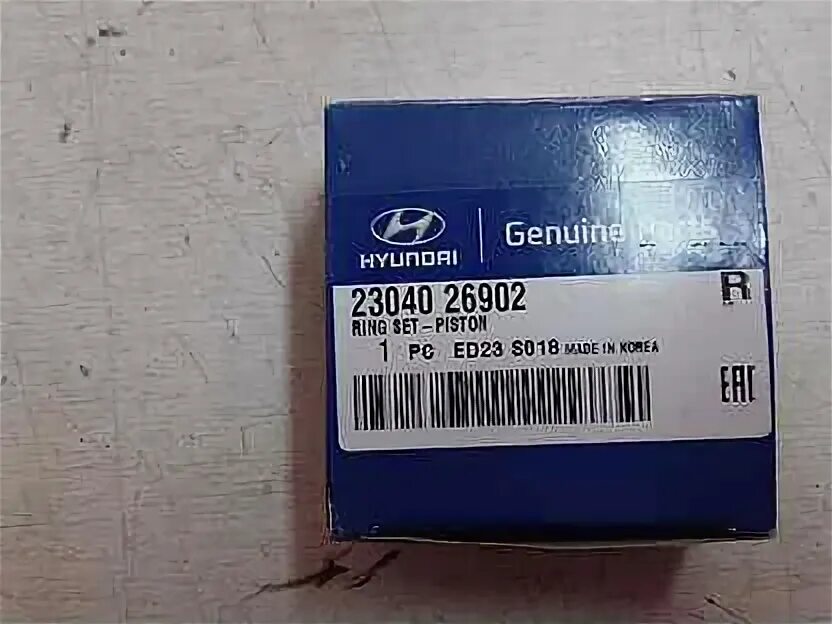 HYUNDAI
Genuine
23040 26902
R
RING SET-PISTON
1 PC ED23 S018 MADE IN KOREA
EAC